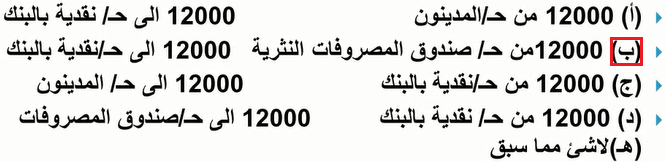 (أ) 12000 من حـ/المدينون 12000 الى حـ/ نقدية بالبنك
(ب) 12000من حـ/ صندوق المصروفات النثرية 12000 الى حـ/نقدية بالبنك
(ج) 12000 من حـ/نقدية بالبنك 12000 الى حـ/ المدينون
(د) 12000 من حـ/ نقدية بالبنك 12000 الى حـ/صندوق المصروفات
(هـ)لاشئ مما سبق